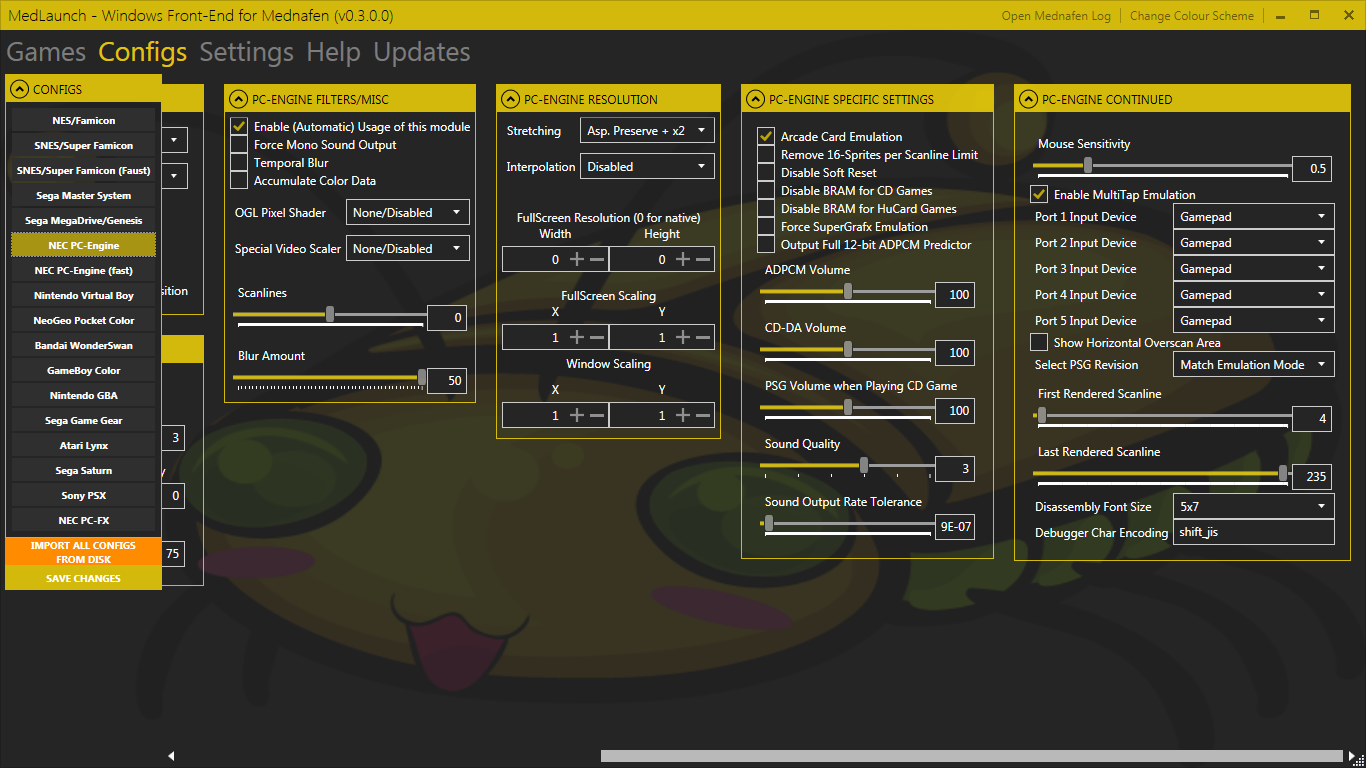 MedLaunch - Windows Front-End for Mednafen (v0.3.0.0)
Open Mednafen Log
Change Colour Scheme
Games Configs Settings Help Updates
CONFIGS
NES/Famicon
SNES/Super Famicon
SNES/Super Famicon (Faust)
Sega Master System
Sega MegaDrive/Genesis
NEC PC-Engine
NEC PC-Engine (fast)
Nintendo Virtual Boy
NeoGeo Pocket Color
Bandai WonderSwan
GameBoy Color
Nintendo GBA
Sega Game Gear
Atari Lynx
Sega Saturn
Sony PSX
NEC PC-FX
IMPORT ALL CONFIGS
FROM DISK
SAVE CHANGES
sition
3
y
0
75
PC-ENGINE FILTERS/MISC
Enable (Automatic) Usage of this module
Force Mono Sound Output
Temporal Blur
Accumulate Color Data
OGL Pixel Shader None/Disabled
Special Video Scaler None/Disabled
Scanlines
0
Blur Amount
50
PC-ENGINE RESOLUTION
Stretching Asp. Preserve + x2
Interpolation Disabled
FullScreen Resolution (0 for native)
Width Height
0 0
FullScreen Scaling
X Y
1 1
Window Scaling
X Y
1 1
PC-ENGINE SPECIFIC SETTINGS
Arcade Card Emulation
Remove 16-Sprites per Scanline Limit
Disable Soft Reset
Disable BRAM for CD Games
Disable BRAM for HuCard Games
Force SuperGrafx Emulation
Output Full 12-bit ADPCM Predictor
ADPCM Volume
100
CD-DA Volume
100
PSG Volume when Playing CD Game
100
Sound Quality
3
Sound Output Rate Tolerance
9E-07
PC-ENGINE CONTINUED
Mouse Sensitivity
0.5
Enable MultiTap Emulation
Port 1 Input Device Gamepad
Port 2 Input Device Gamepad
Port 3 Input Device Gamepad
Port 4 Input Device Gamepad
Port 5 Input Device Gamepad
Show Horizontal Overscan Area
Select PSG Revision Match Emulation Mode
First Rendered Scanline
4
Last Rendered Scanline
235
Disassembly Font Size 5x7
Debugger Char Encoding shift_jis